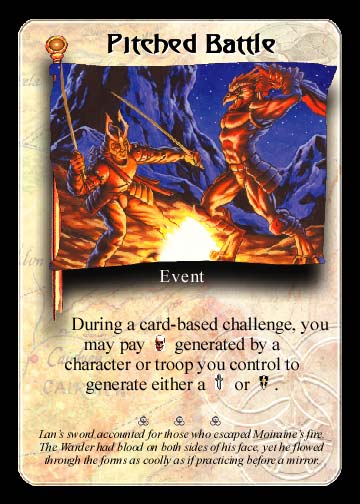 Pitched Battle
Event
During a card-based challenge, you
may pay generated by a
character or troop you control to
generate either a or .
Lan's sword accounted for those who escaped Moiraine's fire.
The Warder had blood on both sides of his face, yet he flowed
through the forms as coolly as if practicing before a mirror.